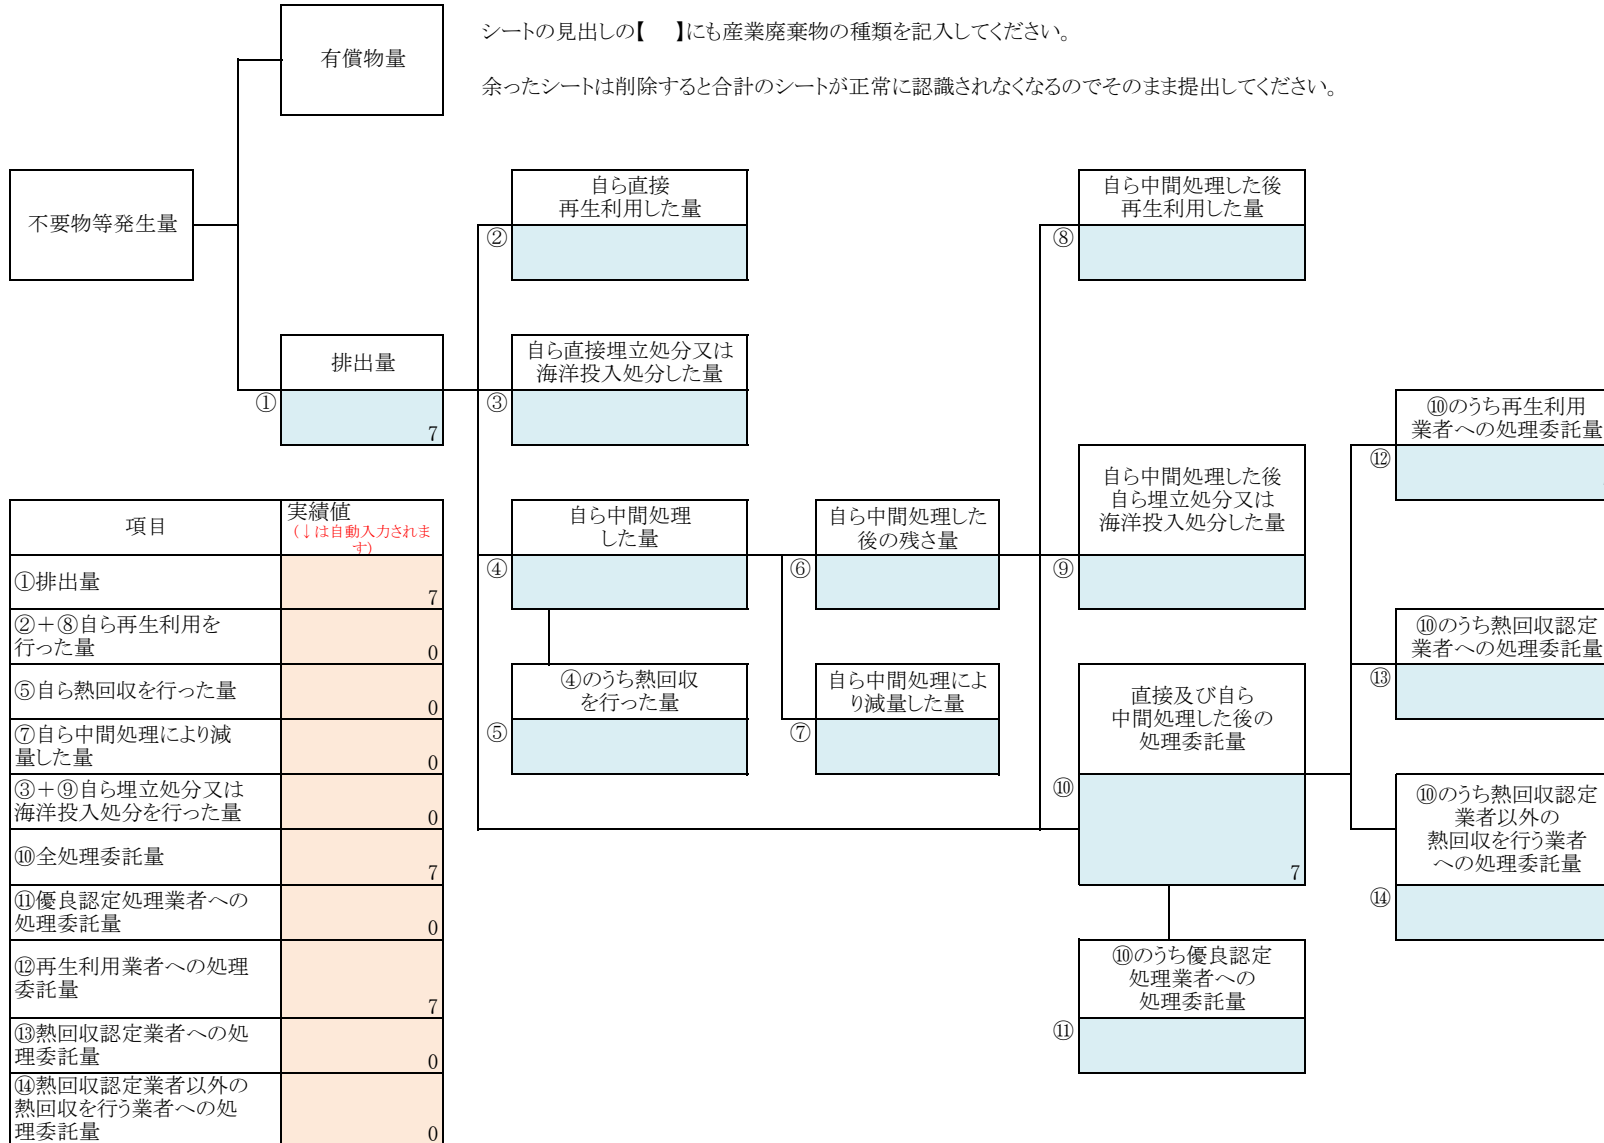 シートの見出しの【　】にも産業廃棄物の種類を記入してください。
有償物量
余ったシートは削除すると合計のシートが正常に認識されなくなるのでそのまま提出してください。
不要物等発生量
自ら直接
再生利用した量
②
自ら中間処理した後
再生利用した量
⑧
排出量
①
7
自ら直接埋立処分又は
海洋投入処分した量
③
⑩のうち再生利用
業者への処理委託量
⑫
自ら中間処理した後
自ら埋立処分又は
海洋投入処分した量
⑨
自ら中間処理
した量
④
自ら中間処理した
後の残さ量
⑥
④のうち熱回収
を行った量
⑤
自ら中間処理によ
り減量した量
⑦
直接及び自ら
中間処理した後の
処理委託量
⑩
7
⑩のうち熱回収認定
業者への処理委託量
⑬
⑩のうち熱回収認定
業者以外の
熱回収を行う業者
への処理委託量
⑭
⑩のうち優良認定
処理業者への
処理委託量
⑪
項目
実績値
(↓は自動入力されま
す)
①排出量
7
②＋⑧自ら再生利用を
行った量
0
⑤自ら熱回収を行った量
0
⑦自ら中間処理により減
量した量
0
③＋⑨自ら埋立処分又は
海洋投入処分を行った量
0
⑩全処理委託量
7
⑪優良認定処理業者への
処理委託量
0
⑫再生利用業者への処理
委託量
7
⑬熱回収認定業者への処
理委託量
0
⑭熱回収認定業者以外の
熱回収を行う業者への処
理委託量
0